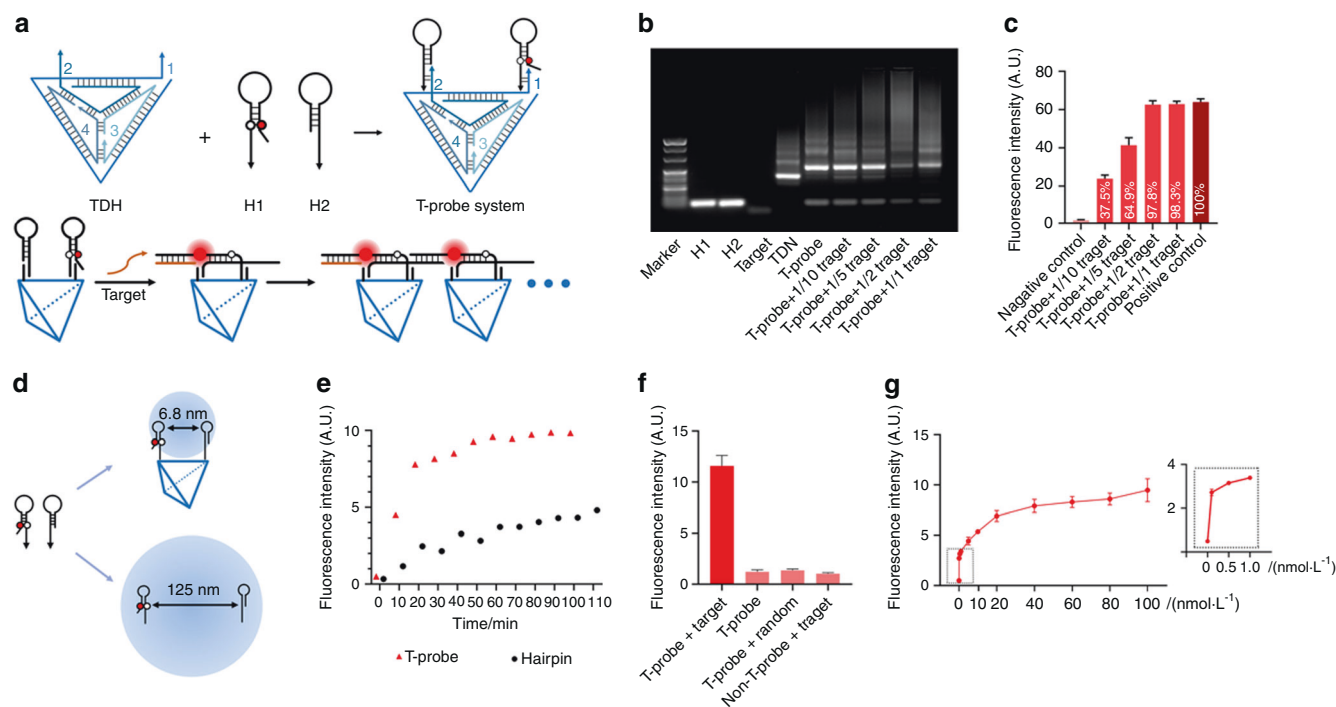 a
2
1
4
3
TDH
+
H1
H2
2
1
4
3
T-probe system
Target
b
Marker
H1
H2
Target
TDN
T-probe
T-probe+1/10 traget
T-probe+1/5 traget
T-probe+1/2 traget
T-probe+1/1 traget
c
Fluorescence intensity (A.U.)
80
60
40
20
0
37.5%
64.9%
97.8%
98.3%
100%
Nagative control
T-probe+1/10 traget
T-probe+1/5 traget
T-probe+1/2 traget
T-probe+1/1 traget
Positive control
d
6.8 nm
125 nm
e
Fluorescence intensity (A.U.)
10
5
0
0 10 20 30 40 50 60 70 80 90 100 110
Time/min
T-probe
Hairpin
f
Fluorescence intensity (A.U.)
15
10
5
0
T-probe + target
T-probe
T-probe + random
Non-T-probe + traget
g
Fluorescence intensity (A.U.)
15
10
5
0
0 10 20 40 60 80 100 /(nmol·L⁻¹)
4
2
0 0.5 1.0 /(nmol·L⁻¹)